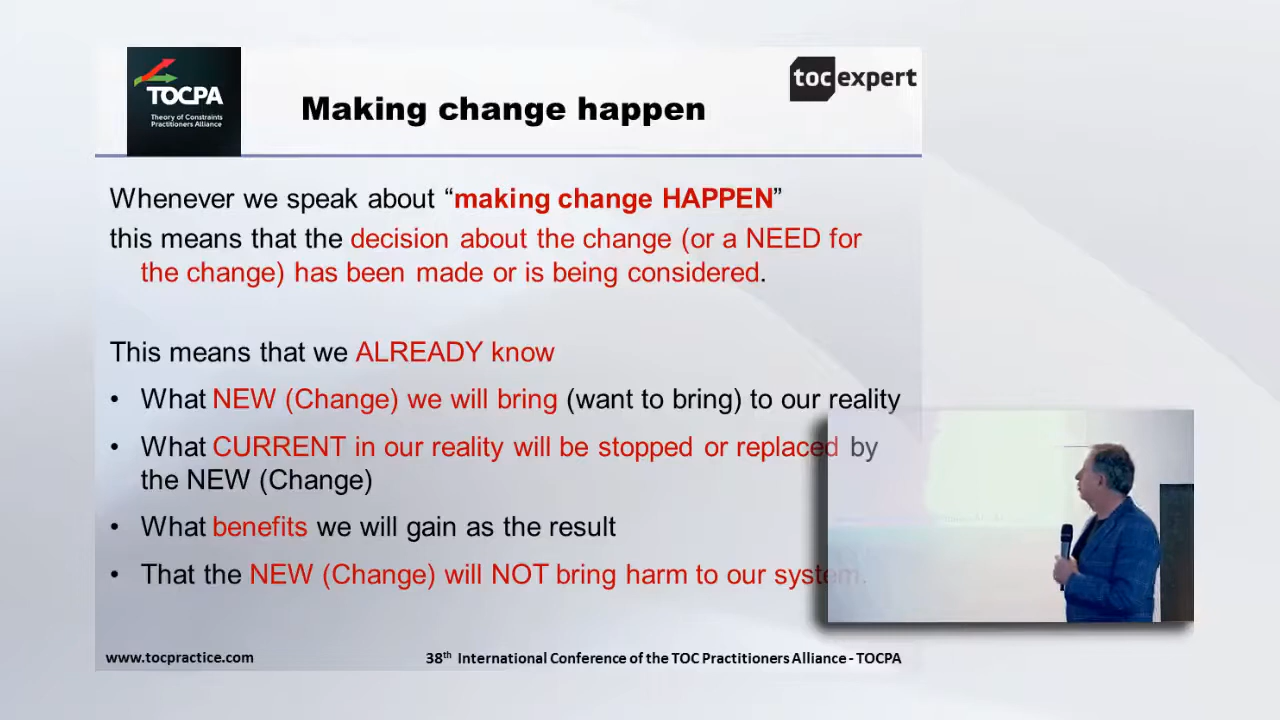 TOCPA
Theory of Constraints
Practitioners Alliance
tocexpert
Making change happen
Whenever we speak about “making change HAPPEN”
this means that the decision about the change (or a NEED for
the change) has been made or is being considered.
This means that we ALREADY know
• What NEW (Change) we will bring (want to bring) to our reality
• What CURRENT in our reality will be stopped or replaced by
the NEW (Change)
• What benefits we will gain as the result
• That the NEW (Change) will NOT bring harm to our system.
www.tocpractice.com
38th International Conference of the TOC Practitioners Alliance - TOCPA